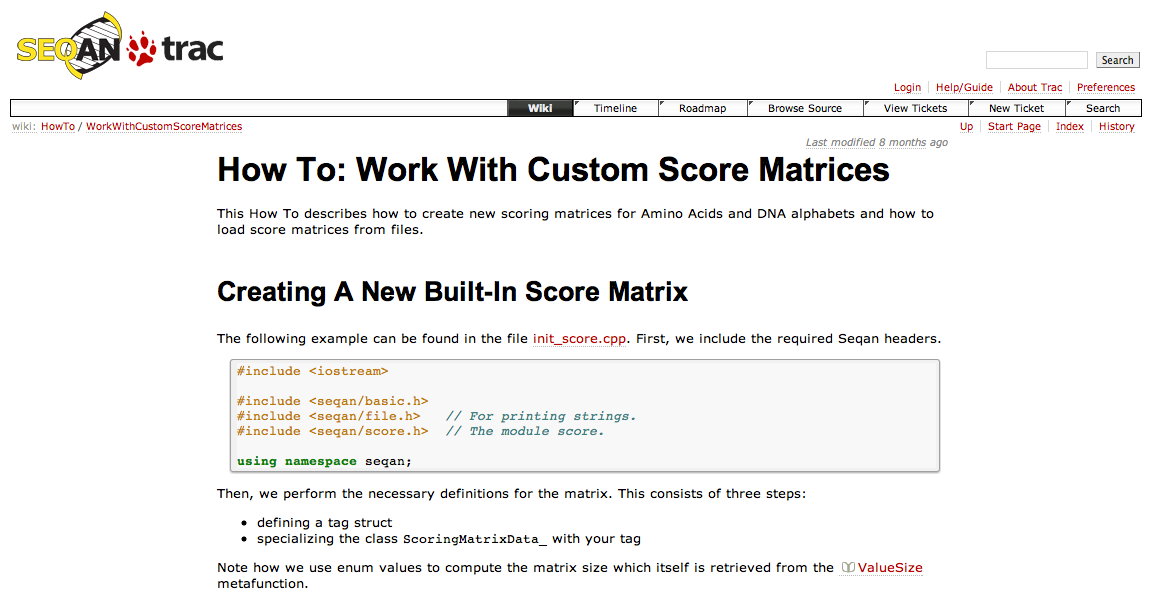 SEQAN trac
Search
Login Help/Guide About Trac Preferences
Wiki Timeline Roadmap Browse Source View Tickets New Ticket Search
wiki: HowTo / WorkWithCustomScoreMatrices Up Start Page Index History
Last modified 8 months ago
How To: Work With Custom Score Matrices
This How To describes how to create new scoring matrices for Amino Acids and DNA alphabets and how to
load score matrices from files.
Creating A New Built-In Score Matrix
The following example can be found in the file init_score.cpp. First, we include the required Seqan headers.
#include <iostream>
#include <seqan/basic.h>
#include <seqan/file.h> // For printing strings.
#include <seqan/score.h> // The module score.
using namespace seqan;
Then, we perform the necessary definitions for the matrix. This consists of three steps:
• defining a tag struct
• specializing the class ScoringMatrixData_ with your tag
Note how we use enum values to compute the matrix size which itself is retrieved from the ValueSize
metafunction.